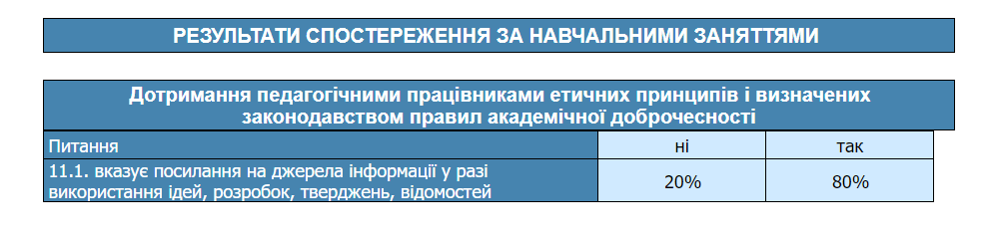 РЕЗУЛЬТАТИ СПОСТЕРЕЖЕННЯ ЗА НАВЧАЛЬНИМИ ЗАНЯТТЯМИ
Дотримання педагогічними працівниками етичних принципів і визначених
законодавством правил академічної доброчесності
Питання ні так
11.1. вказує посилання на джерела інформації у разі
використання ідей, розробок, тверджень, відомостей
20% 80%